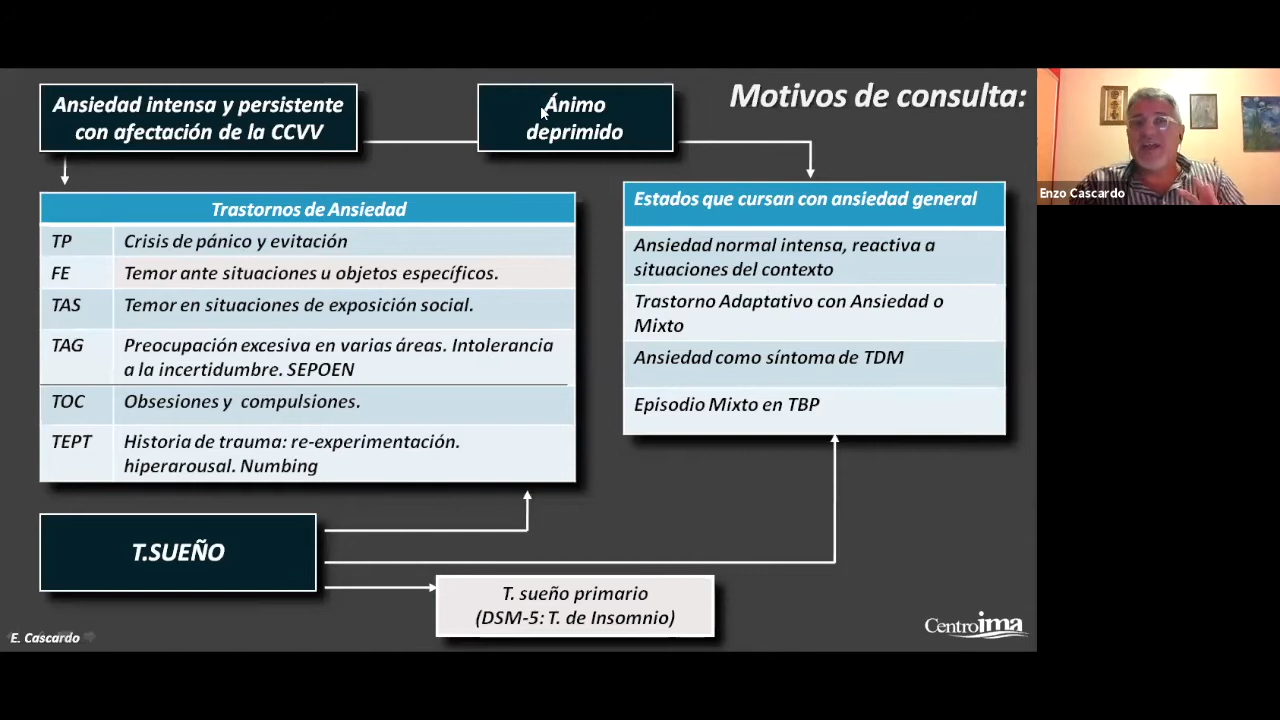 Motivos de consulta:
Ansiedad intensa y persistente
con afectación de la CCVV
Ánimo
deprimido
Trastornos de Ansiedad
TP Crisis de pánico y evitación
FE Temor ante situaciones u objetos específicos.
TAS Temor en situaciones de exposición social.
TAG Preocupación excesiva en varias áreas. Intolerancia
a la incertidumbre. SEPOEN
TOC Obsesiones y compulsiones.
TEPT Historia de trauma: re-experimentación.
hiperarousal. Numbing
Estados que cursan con ansiedad general
Ansiedad normal intensa, reactiva a
situaciones del contexto
Trastorno Adaptativo con Ansiedad o
Mixto
Ansiedad como síntoma de TDM
Episodio Mixto en TBP
T.SUEÑO
T. sueño primario
(DSM-5: T. de Insomnio)
E. Cascardo
Centroima
Enzo Cascardo